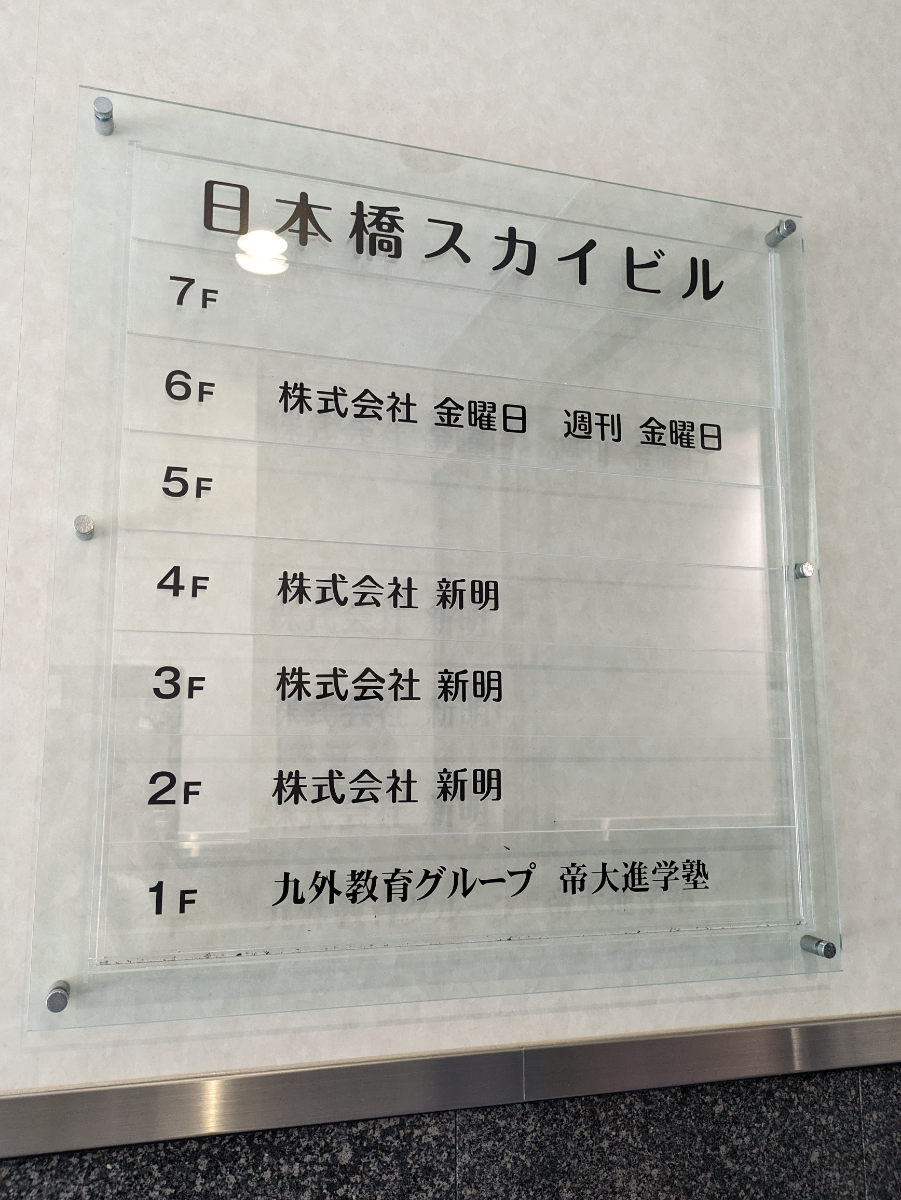 日本橋スカイビル
7F
6F 株式会社 金曜日　週刊 金曜日
5F
4F 株式会社 新明
3F 株式会社 新明
2F 株式会社 新明
1F 九外教育グループ 帝大進学塾